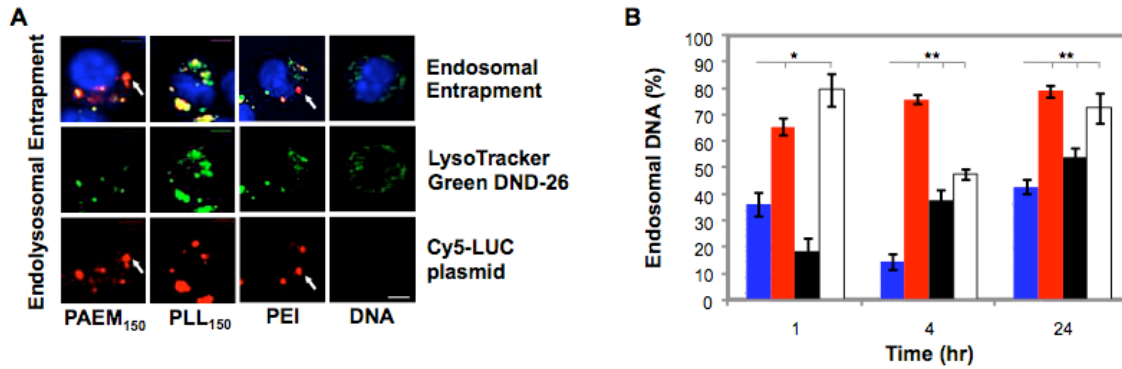 A
Endolysosomal Entrapment
Endosomal
Entrapment
LysoTracker
Green DND-26
Cy5-LUC
plasmid
PAEM150 PLL150 PEI DNA
B
Endosomal DNA (%)
100
90
80
70
60
50
40
30
20
10
0
* ** **
1 4 24
Time (hr)